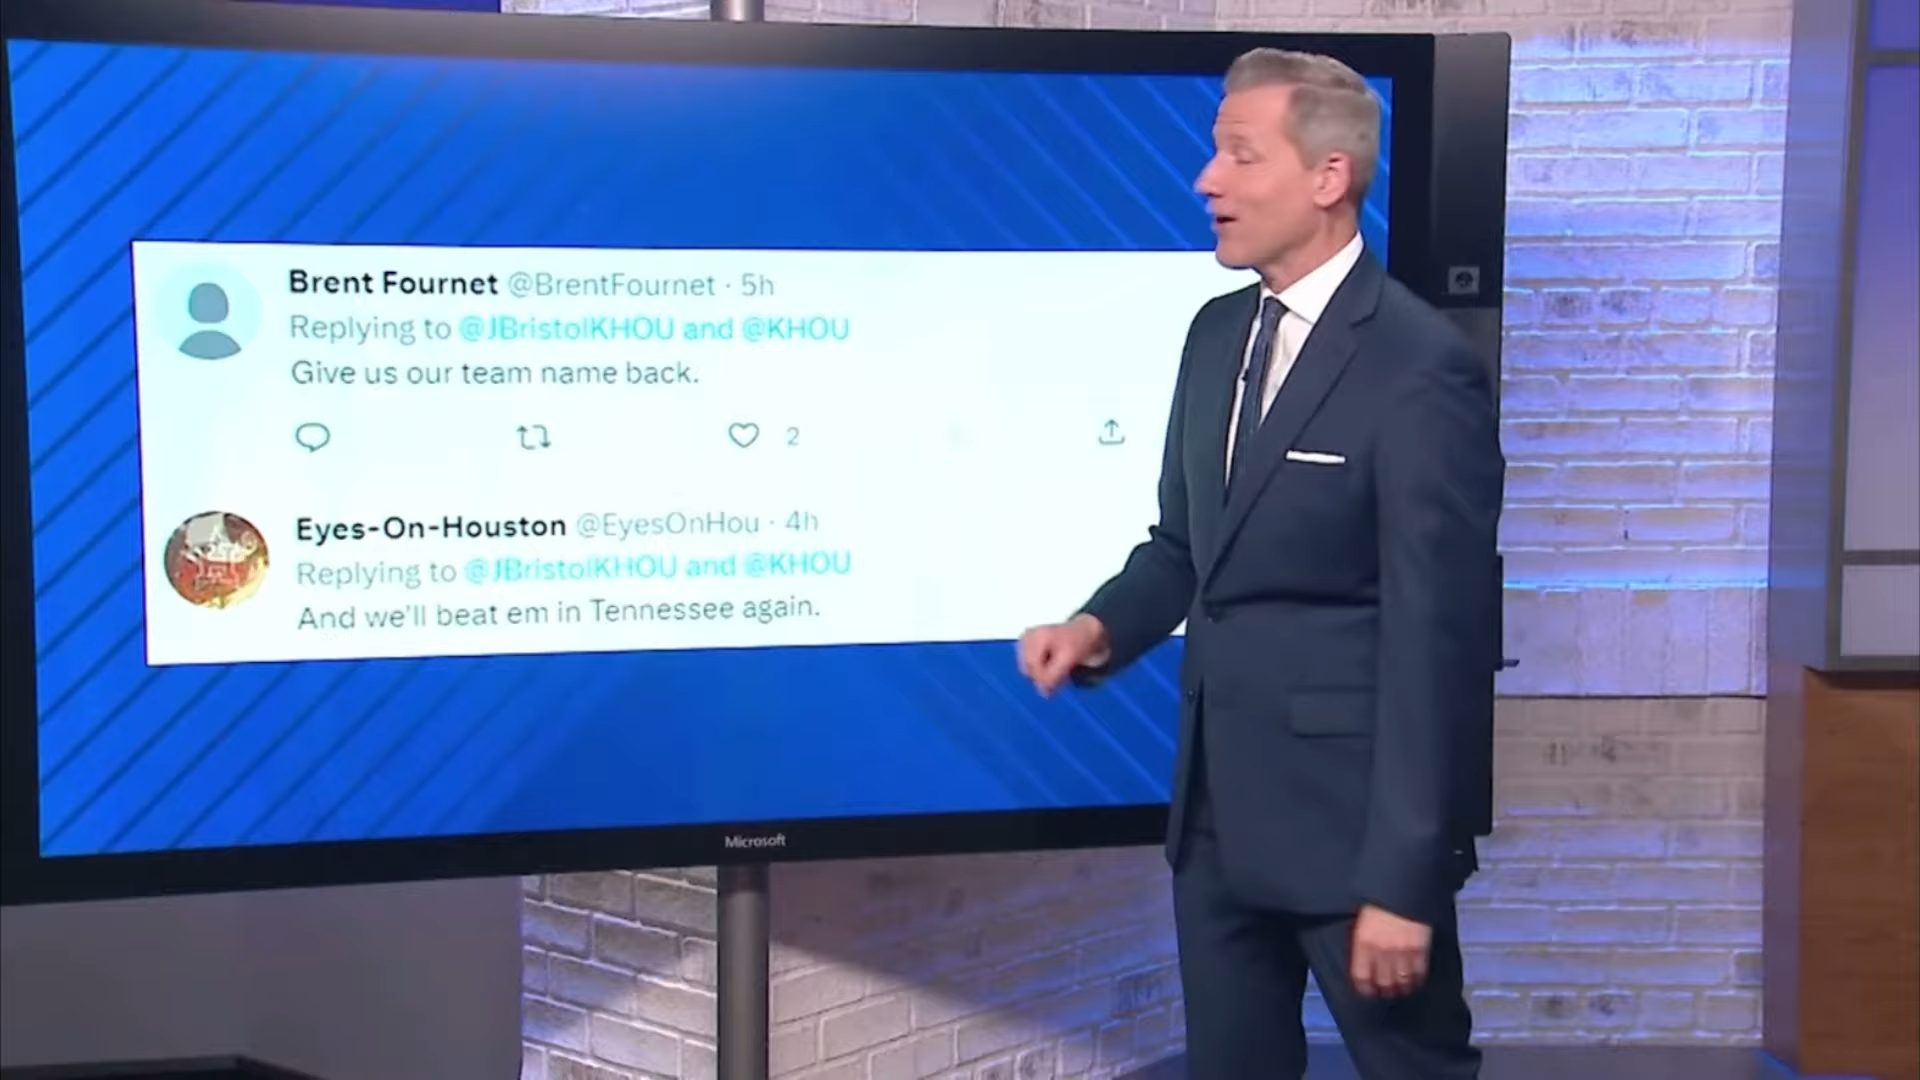 Brent Fournet @BrentFournet · 5h
Replying to @JBristolKHOU and @KHOU
Give us our team name back.
2
Eyes-On-Houston @EyesOnHou · 4h
Replying to @JBristolKHOU and @KHOU
And we'll beat em in Tennessee again.
Microsoft